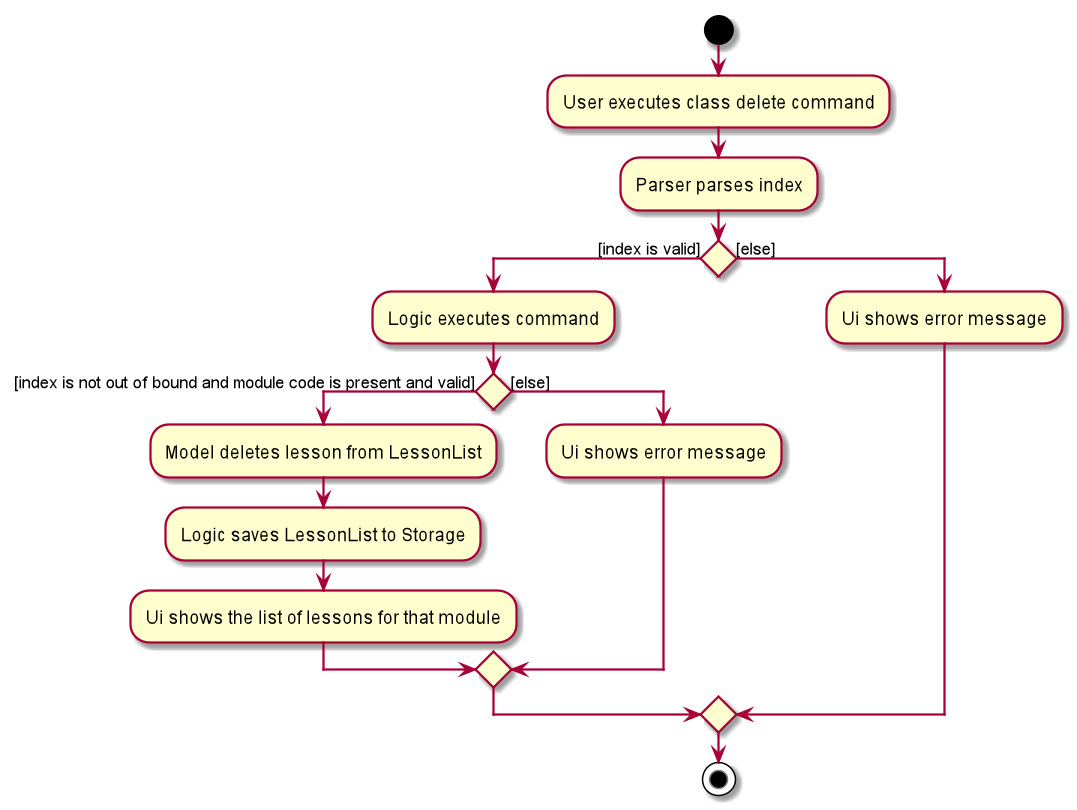 User executes class delete command
Parser parses index
[index is valid]
[else]
Logic executes command
Ui shows error message
[index is not out of bound and module code is present and valid]
[else]
Model deletes lesson from LessonList
Ui shows error message
Logic saves LessonList to Storage
Ui shows the list of lessons for that module